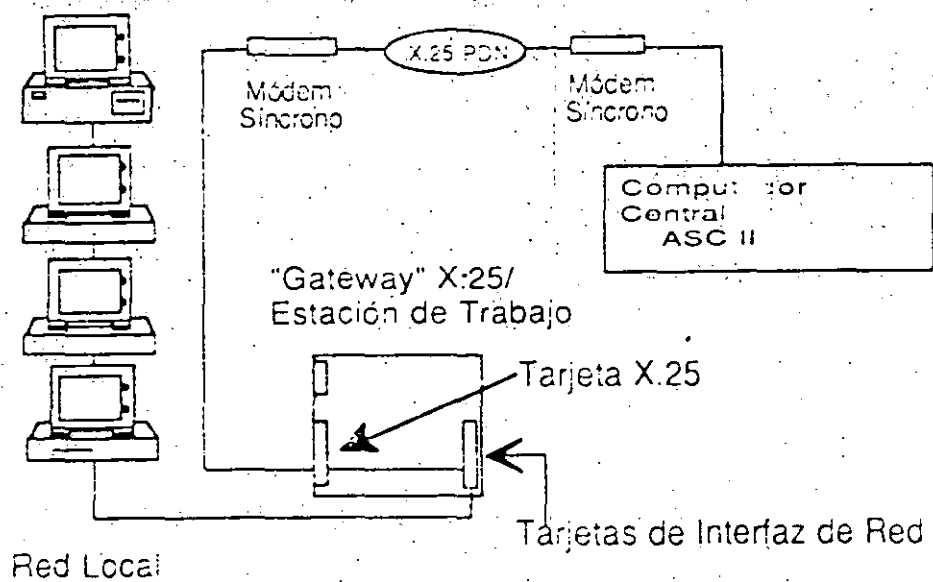 X.25 PDN
Módem
Síncrono
Módem
Síncrono
Central
ASC II
"Gateway" X:25/
Estación de Trabajo
Tarjeta X.25
Tarjetas de Interfaz de Red
Red Local